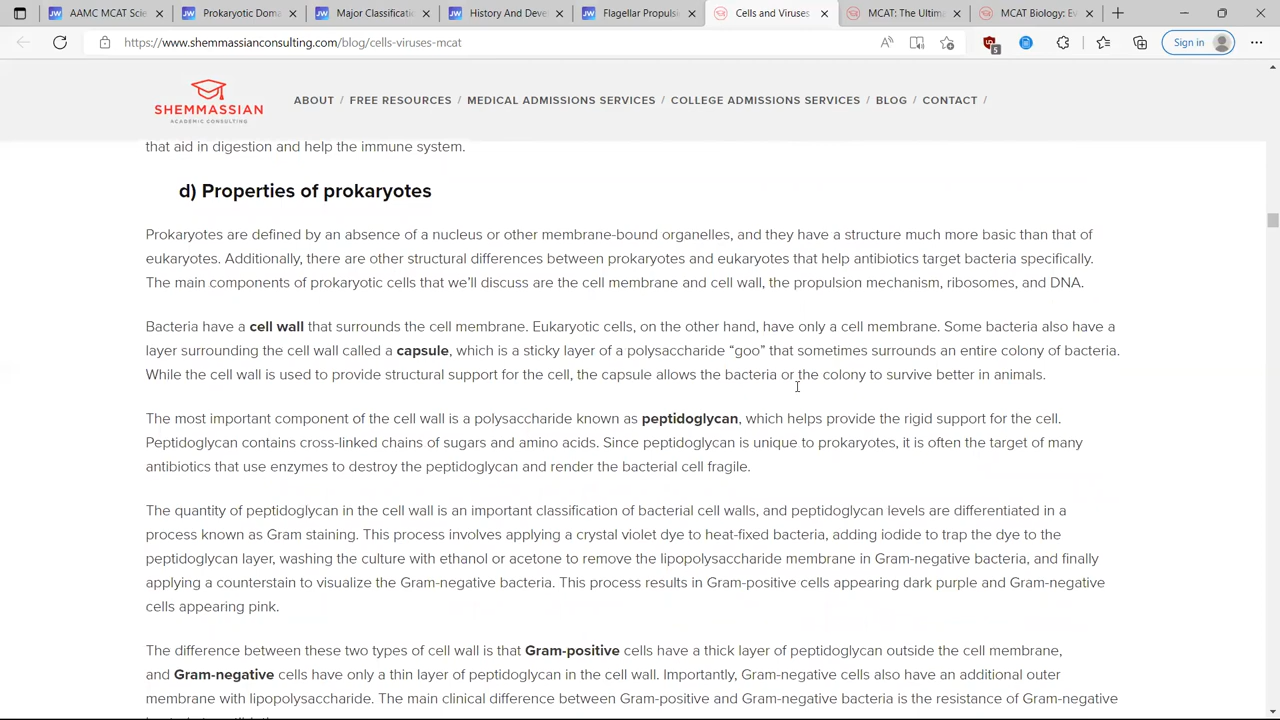 AAMC MCAT Scie
Prokaryotic Doma
Major Classificatio
History And Deve
Flagellar Propulsi
Cells and Viruses
MCAT: The Ultima
MCAT Biology: Ev
https://www.shemmassianconsulting.com/blog/cells-viruses-mcat
5
Sign in
SHEMMASSIAN
ACADEMIC CONSULTING
ABOUT / FREE RESOURCES / MEDICAL ADMISSIONS SERVICES / COLLEGE ADMISSIONS SERVICES / BLOG / CONTACT /
that aid in digestion and help the immune system.
d) Properties of prokaryotes
Prokaryotes are defined by an absence of a nucleus or other membrane-bound organelles, and they have a structure much more basic than that of
eukaryotes. Additionally, there are other structural differences between prokaryotes and eukaryotes that help antibiotics target bacteria specifically.
The main components of prokaryotic cells that we’ll discuss are the cell membrane and cell wall, the propulsion mechanism, ribosomes, and DNA.
Bacteria have a cell wall that surrounds the cell membrane. Eukaryotic cells, on the other hand, have only a cell membrane. Some bacteria also have a
layer surrounding the cell wall called a capsule, which is a sticky layer of a polysaccharide “goo” that sometimes surrounds an entire colony of bacteria.
While the cell wall is used to provide structural support for the cell, the capsule allows the bacteria or the colony to survive better in animals.
The most important component of the cell wall is a polysaccharide known as peptidoglycan, which helps provide the rigid support for the cell.
Peptidoglycan contains cross-linked chains of sugars and amino acids. Since peptidoglycan is unique to prokaryotes, it is often the target of many
antibiotics that use enzymes to destroy the peptidoglycan and render the bacterial cell fragile.
The quantity of peptidoglycan in the cell wall is an important classification of bacterial cell walls, and peptidoglycan levels are differentiated in a
process known as Gram staining. This process involves applying a crystal violet dye to heat-fixed bacteria, adding iodide to trap the dye to the
peptidoglycan layer, washing the culture with ethanol or acetone to remove the lipopolysaccharide membrane in Gram-negative bacteria, and finally
applying a counterstain to visualize the Gram-negative bacteria. This process results in Gram-positive cells appearing dark purple and Gram-negative
cells appearing pink.
The difference between these two types of cell wall is that Gram-positive cells have a thick layer of peptidoglycan outside the cell membrane,
and Gram-negative cells have only a thin layer of peptidoglycan in the cell wall. Importantly, Gram-negative cells also have an additional outer
membrane with lipopolysaccharide. The main clinical difference between Gram-positive and Gram-negative bacteria is the resistance of Gram-negative